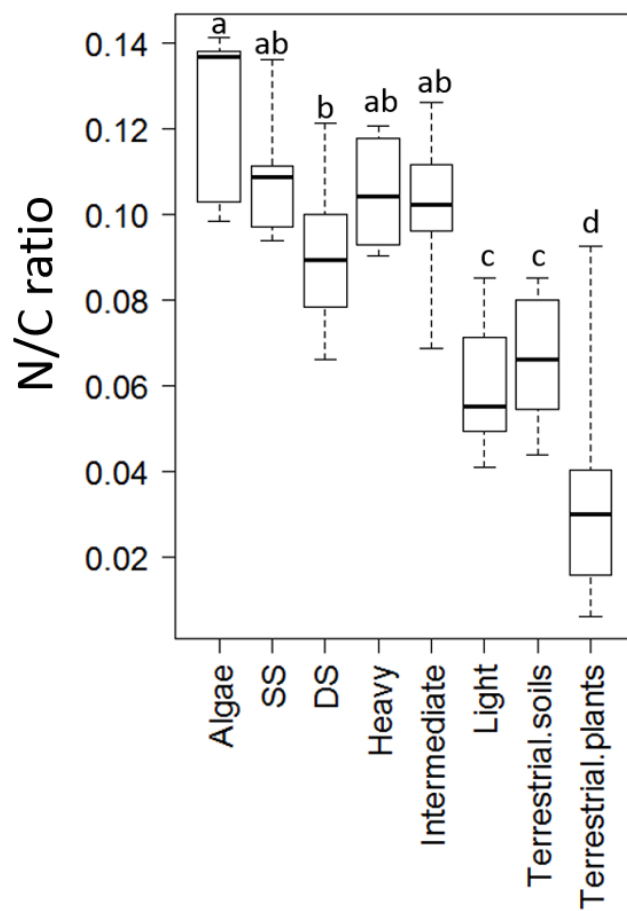 a
ab
b
ab
ab
c
c
d
0.14
0.12
0.10
0.08
0.06
0.04
0.02
N/C ratio
Algae
SS
DS
Heavy
Intermediate
Light
Terrestrial.soils
Terrestrial.plants